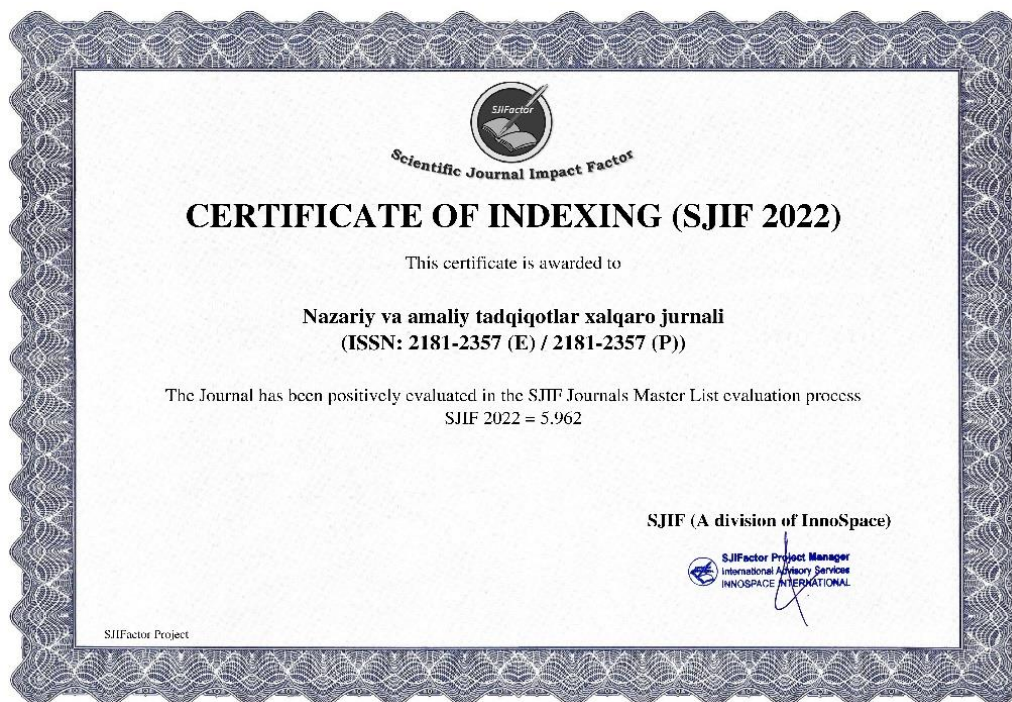 SJIFactor
Scientific Journal Impact Factor
CERTIFICATE OF INDEXING (SJIF 2022)
This certificate is awarded to
Nazariy va amaliy tadqiqotlar xalqaro jurnali
(ISSN: 2181-2357 (E) / 2181-2357 (P))
The Journal has been positively evaluated in the SJIF Journals Master List evaluation process
SJIF 2022 = 5.962
SJIF (A division of InnoSpace)
SJIFactor Project Manager
International Advisory Services
INNOSPACE INTERNATIONAL
SJIFactor Project